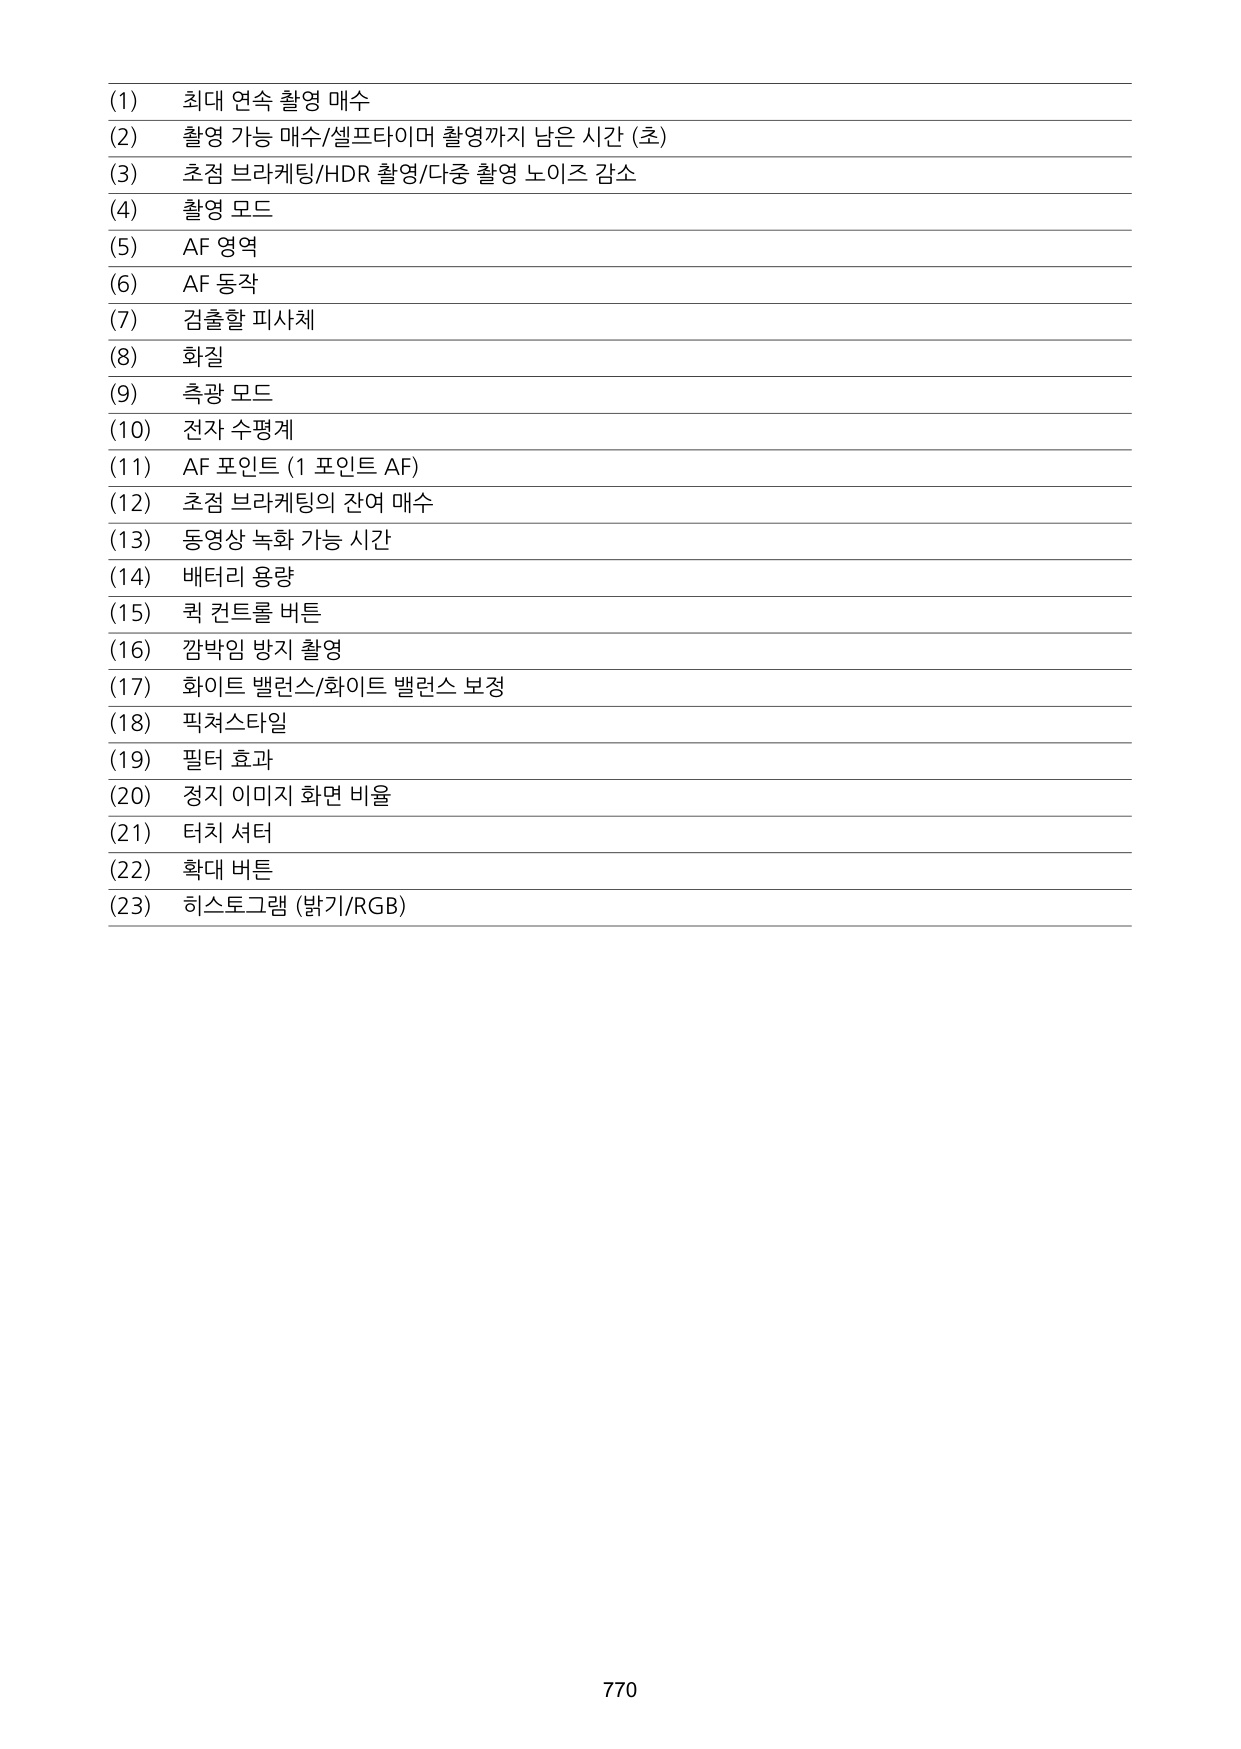 (1) 최대 연속 촬영 매수
(2) 촬영 가능 매수/셀프타이머 촬영까지 남은 시간 (초)
(3) 초점 브라케팅/HDR 촬영/다중 촬영 노이즈 감소
(4) 촬영 모드
(5) AF 영역
(6) AF 동작
(7) 검출할 피사체
(8) 화질
(9) 측광 모드
(10) 전자 수평계
(11) AF 포인트 (1 포인트 AF)
(12) 초점 브라케팅의 잔여 매수
(13) 동영상 녹화 가능 시간
(14) 배터리 용량
(15) 퀵 컨트롤 버튼
(16) 깜박임 방지 촬영
(17) 화이트 밸런스/화이트 밸런스 보정
(18) 픽쳐스타일
(19) 필터 효과
(20) 정지 이미지 화면 비율
(21) 터치 셔터
(22) 확대 버튼
(23) 히스토그램 (밝기/RGB)
770